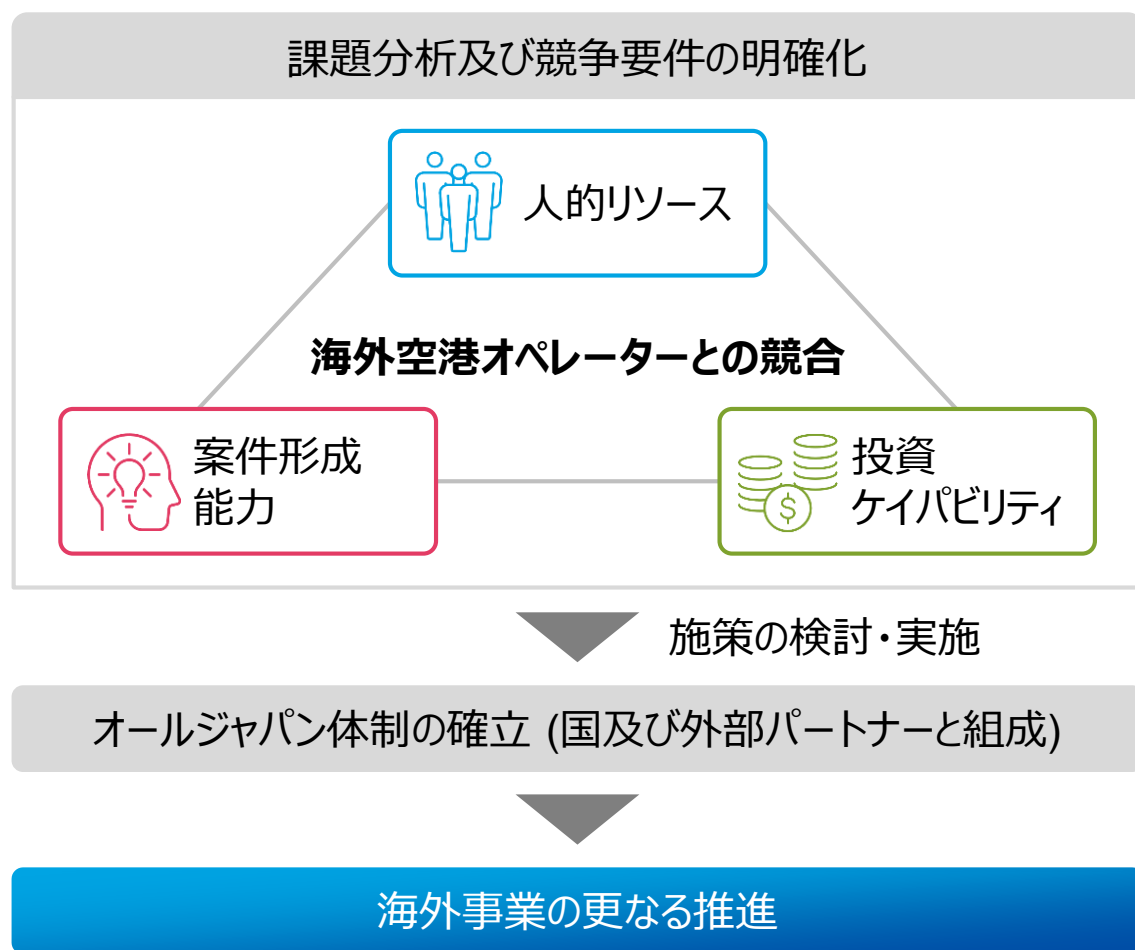 課題分析及び競争要件の明確化
人的リソース
海外空港オペレーターとの競合
案件形成
能力
投資
ケイパビリティ
$
施策の検討・実施
オールジャパン体制の確立 (国及び外部パートナーと組成)
海外事業の更なる推進